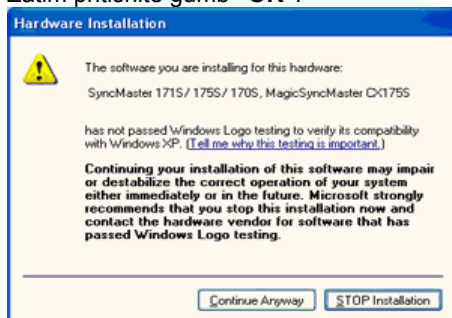 Zatim pritisnite gumb "OK".
Hardware Installation
The software you are installing for this hardware:
SyncMaster 171S/ 175S/ 170S, MagicSyncMaster CX175S
has not passed Windows Logo testing to verify its compatibility
with Windows XP. (Tell me why this testing is important.)
Continuing your installation of this software may impair
or destabilize the correct operation of your system
either immediately or in the future. Microsoft strongly
recommends that you stop this installation now and
contact the hardware vendor for software that has
passed Windows Logo testing.
Continue Anyway
STOP Installation